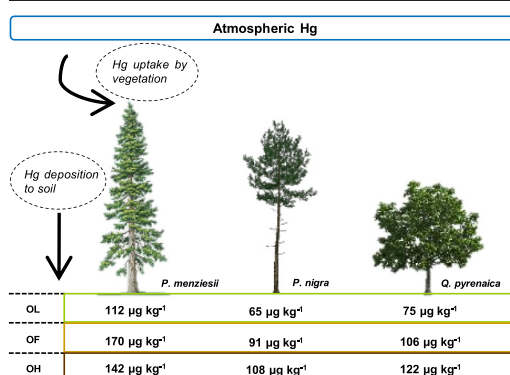 Atmospheric Hg
Hg uptake by
vegetation
Hg deposition
to soil
P. menziesii P. nigra Q. pyrenaica
OL 112 µg kg⁻¹ 65 µg kg⁻¹ 75 µg kg⁻¹
OF 170 µg kg⁻¹ 91 µg kg⁻¹ 106 µg kg⁻¹
OH 142 µg kg⁻¹ 108 µg kg⁻¹ 122 µg kg⁻¹